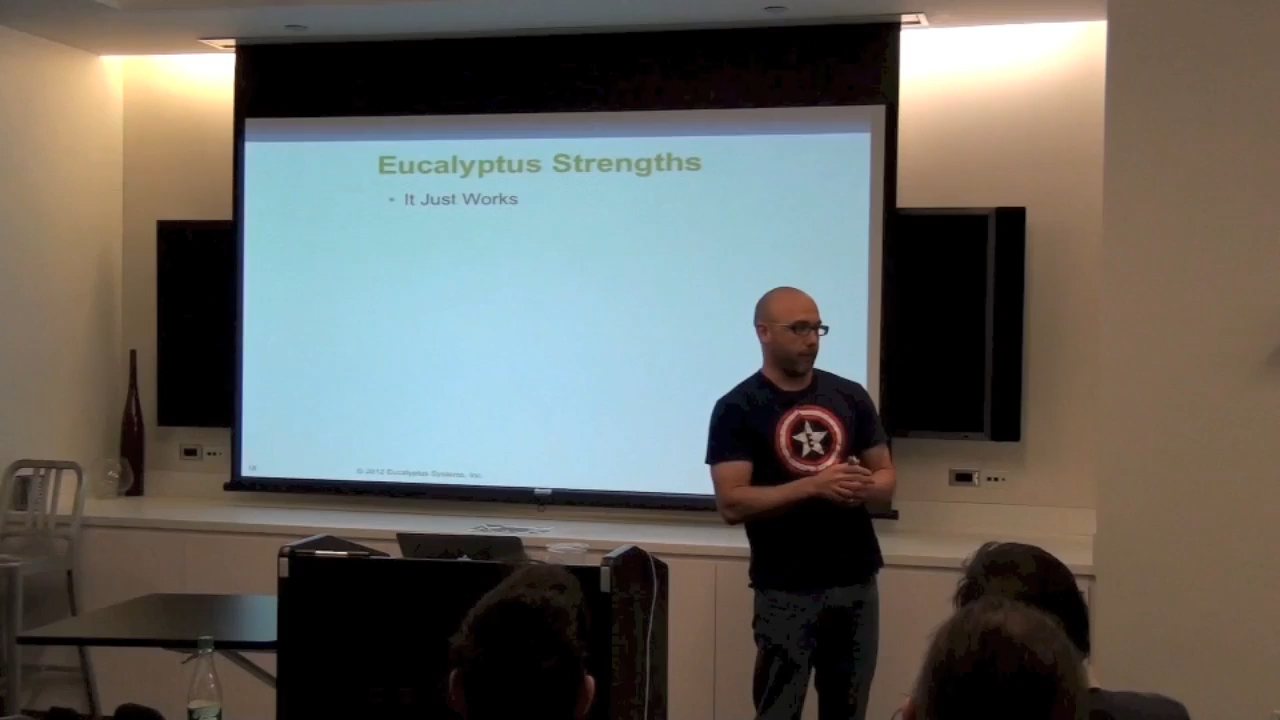 Eucalyptus Strengths
• It Just Works
© 2012 Eucalyptus Systems, Inc.